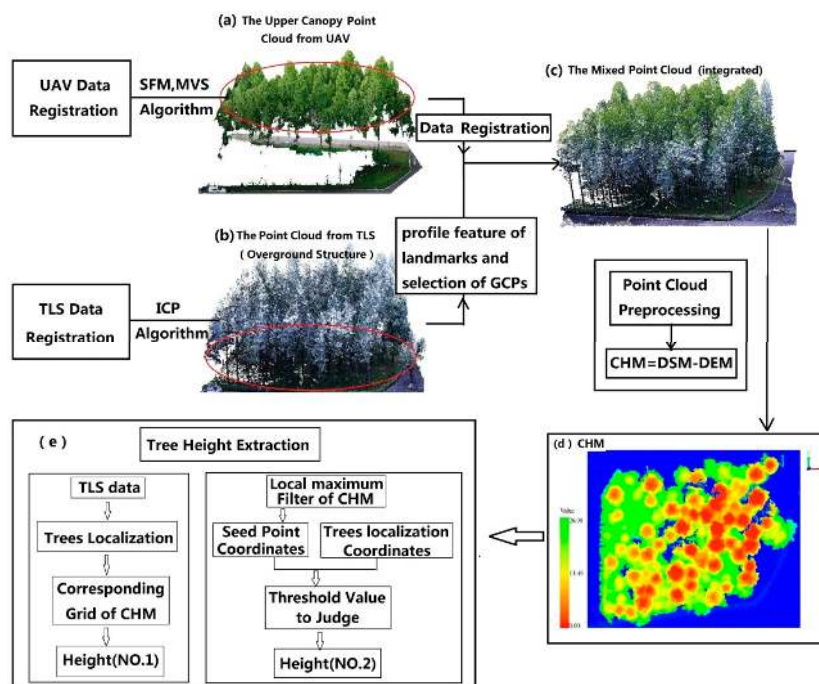 (a) The Upper Canopy Point
Cloud from UAV
UAV Data
Registration
SFM,MVS
Algorithm
Data Registration
(c) The Mixed Point Cloud (integrated)
(b) The Point Cloud from TLS
( Overground Structure )
profile feature of
landmarks and
selection of GCPs
TLS Data
Registration
ICP
Algorithm
Point Cloud
Preprocessing
CHM=DSM-DEM
(d) CHM
Value
( e )
Tree Height Extraction
TLS data
Trees Localization
Corresponding
Grid of CHM
Height(NO.1)
Local maximum
Filter of CHM
Seed Point
Coordinates
Trees localization
Coordinates
Threshold Value
to Judge
Height(NO.2)